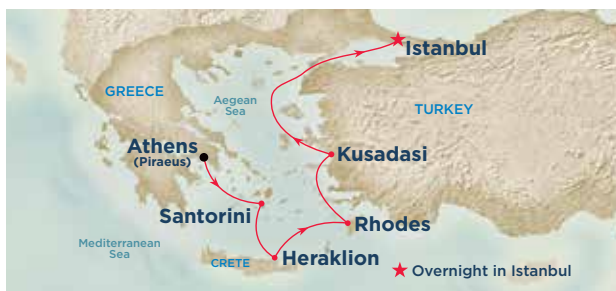 Istanbul
GREECE
Aegean
Sea
TURKEY
Athens
(Piraeus)
Kusadasi
Santorini
Rhodes
Mediterranean
Sea
CRETE
Heraklion
Overnight in Istanbul